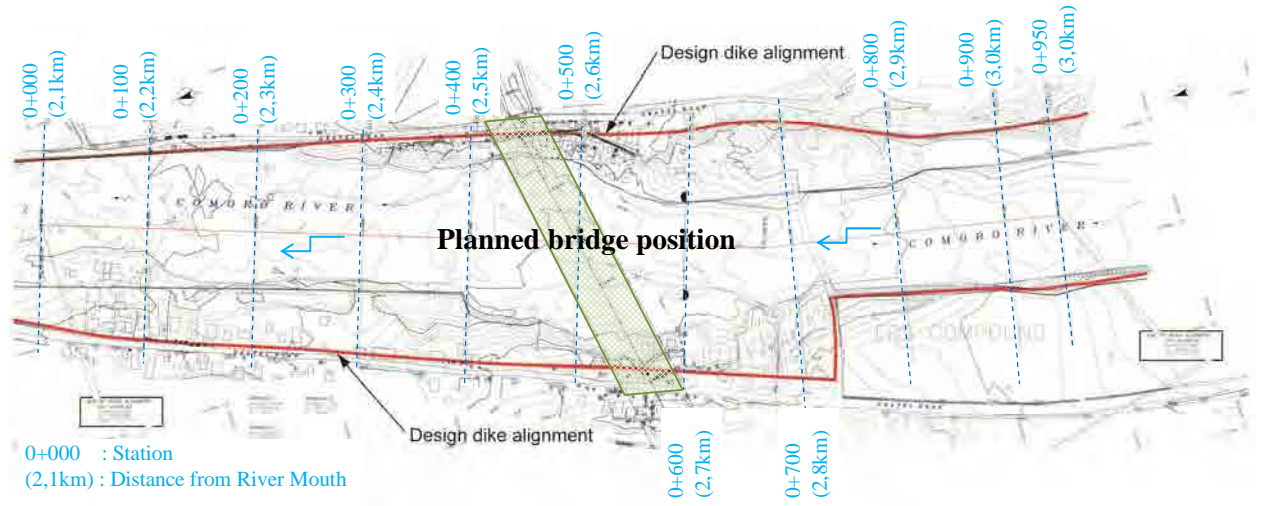 0+000
(2,1km)
0+100
(2,2km)
0+200
(2,3km)
0+300
(2,4km)
0+400
(2,5km)
0+500
(2,6km)
Design dike alignment
0+800
(2,9km)
0+900
(3,0km)
0+950
(3,0km)
COMORO RIVER
Planned bridge position
COMORO RIVER
CPA COMPOUND
Design dike alignment
0+000 : Station
(2,1km) : Distance from River Mouth
0+600
(2,7km)
0+700
(2,8km)